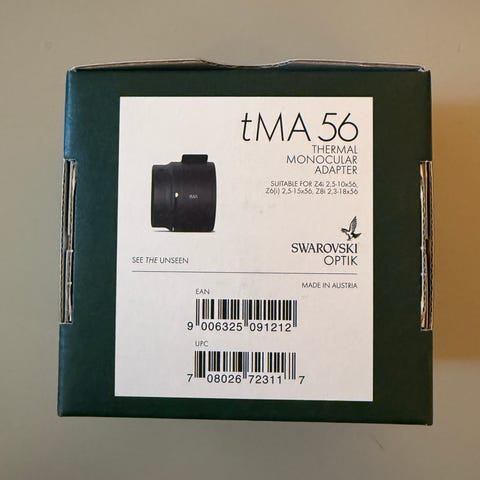 tMA 56
THERMAL
MONOCULAR
ADAPTER
SUITABLE FOR Z4i 2,5-10x56,
Z6(i) 2,5-15x56, Z8i 2,3-18x56
tMA
SWAROVSKI
OPTIK
SEE THE UNSEEN
MADE IN AUSTRIA
EAN
9 006325 091212
UPC
7 08026 72311 7